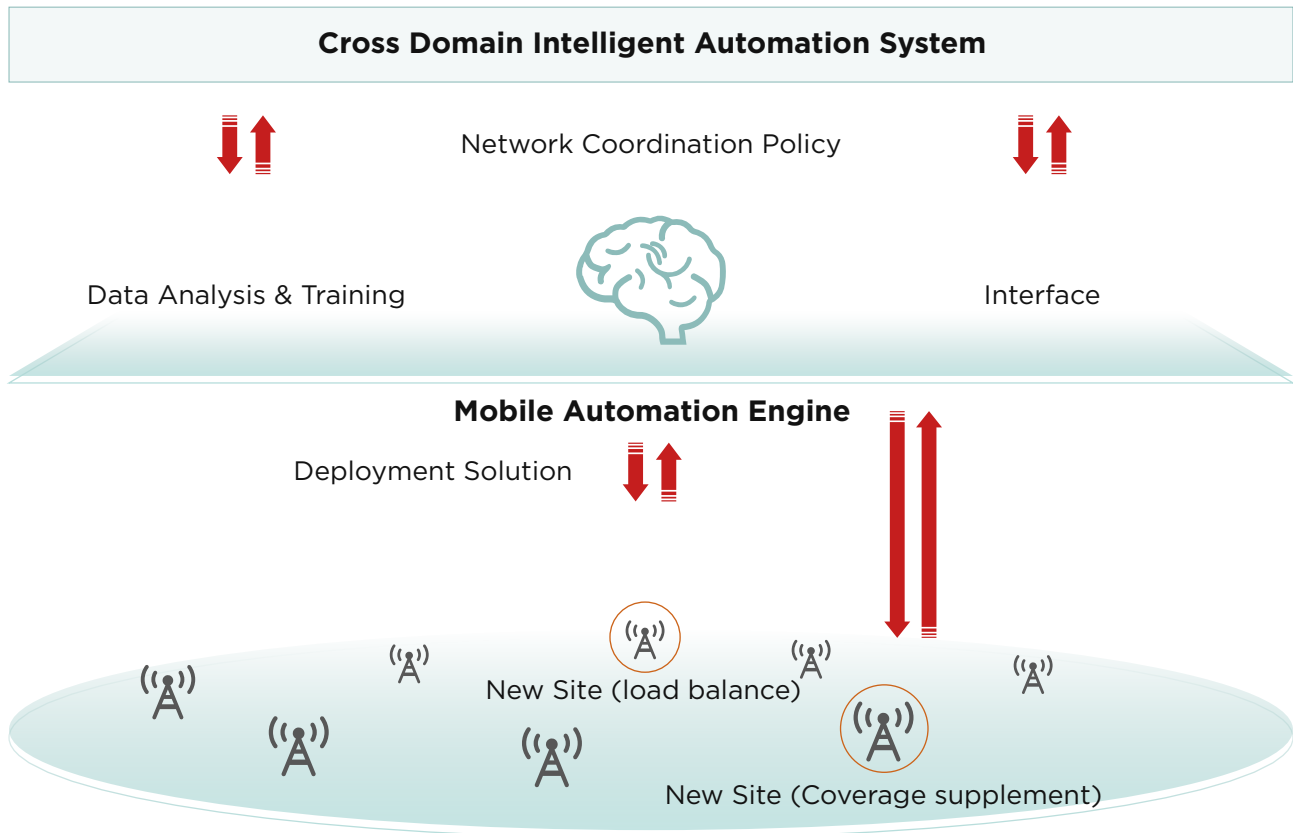 Cross Domain Intelligent Automation System
Network Coordination Policy
Data Analysis & Training
Interface
Mobile Automation Engine
Deployment Solution
New Site (load balance)
New Site (Coverage supplement)